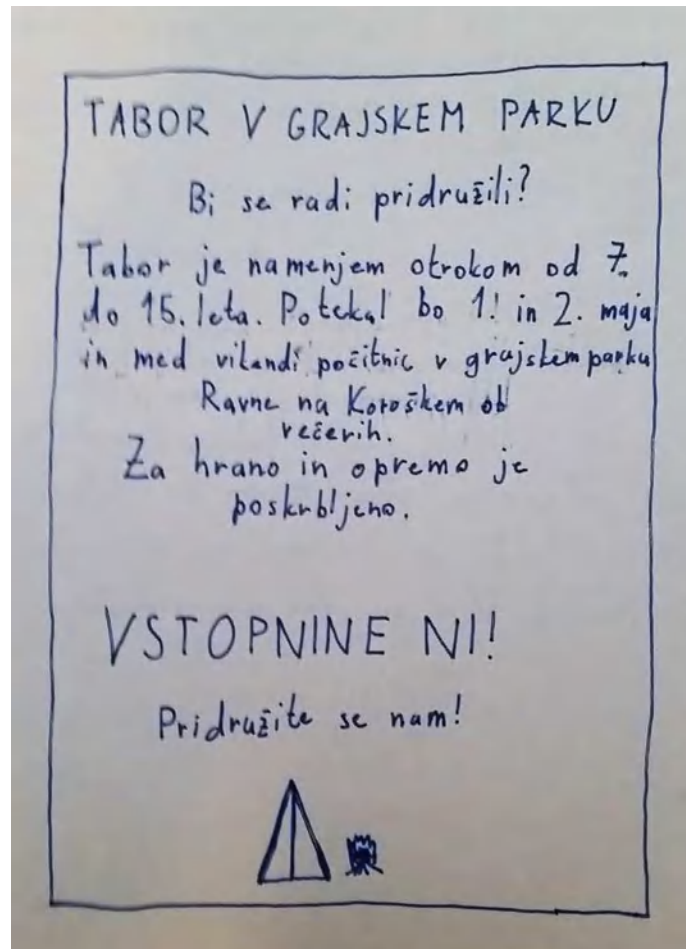 TABOR V GRAJSKEM PARKU
Bi se radi pridružili?
Tabor je namenjem otrokom od 7.
do 15. leta. Potekal bo 1. in 2. maja
in med vikendi počitnic v grajskem parku
Ravne na Koroškem ob
večerih.
Za hrano in opremo je
poskrbljeno.
VSTOPNINE NI!
Pridružite se nam!